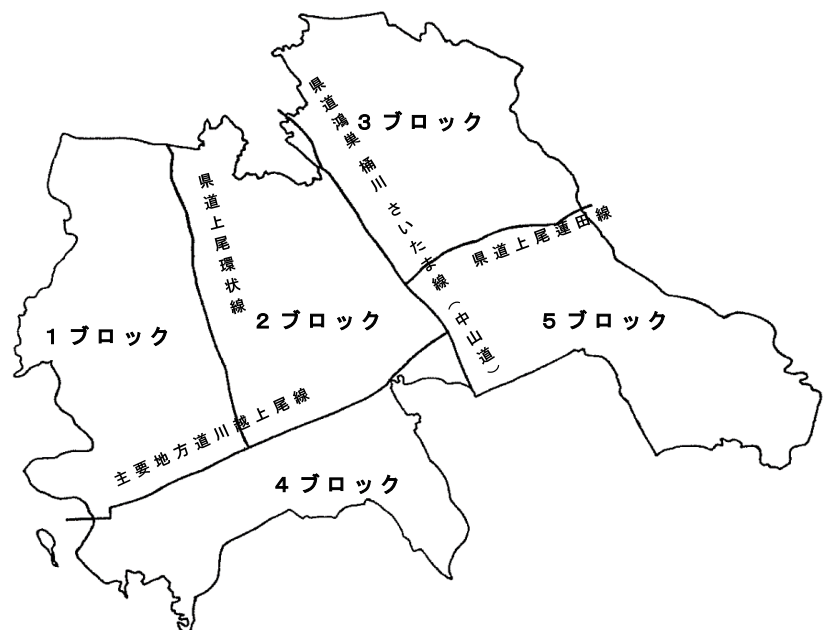 県道鴻巣桶川さいたま線（中山道）
3 ブロック
県道上尾環状線
県道上尾蓮田線
1 ブロック
2 ブロック
5 ブロック
主要地方道川越上尾線
4 ブロック